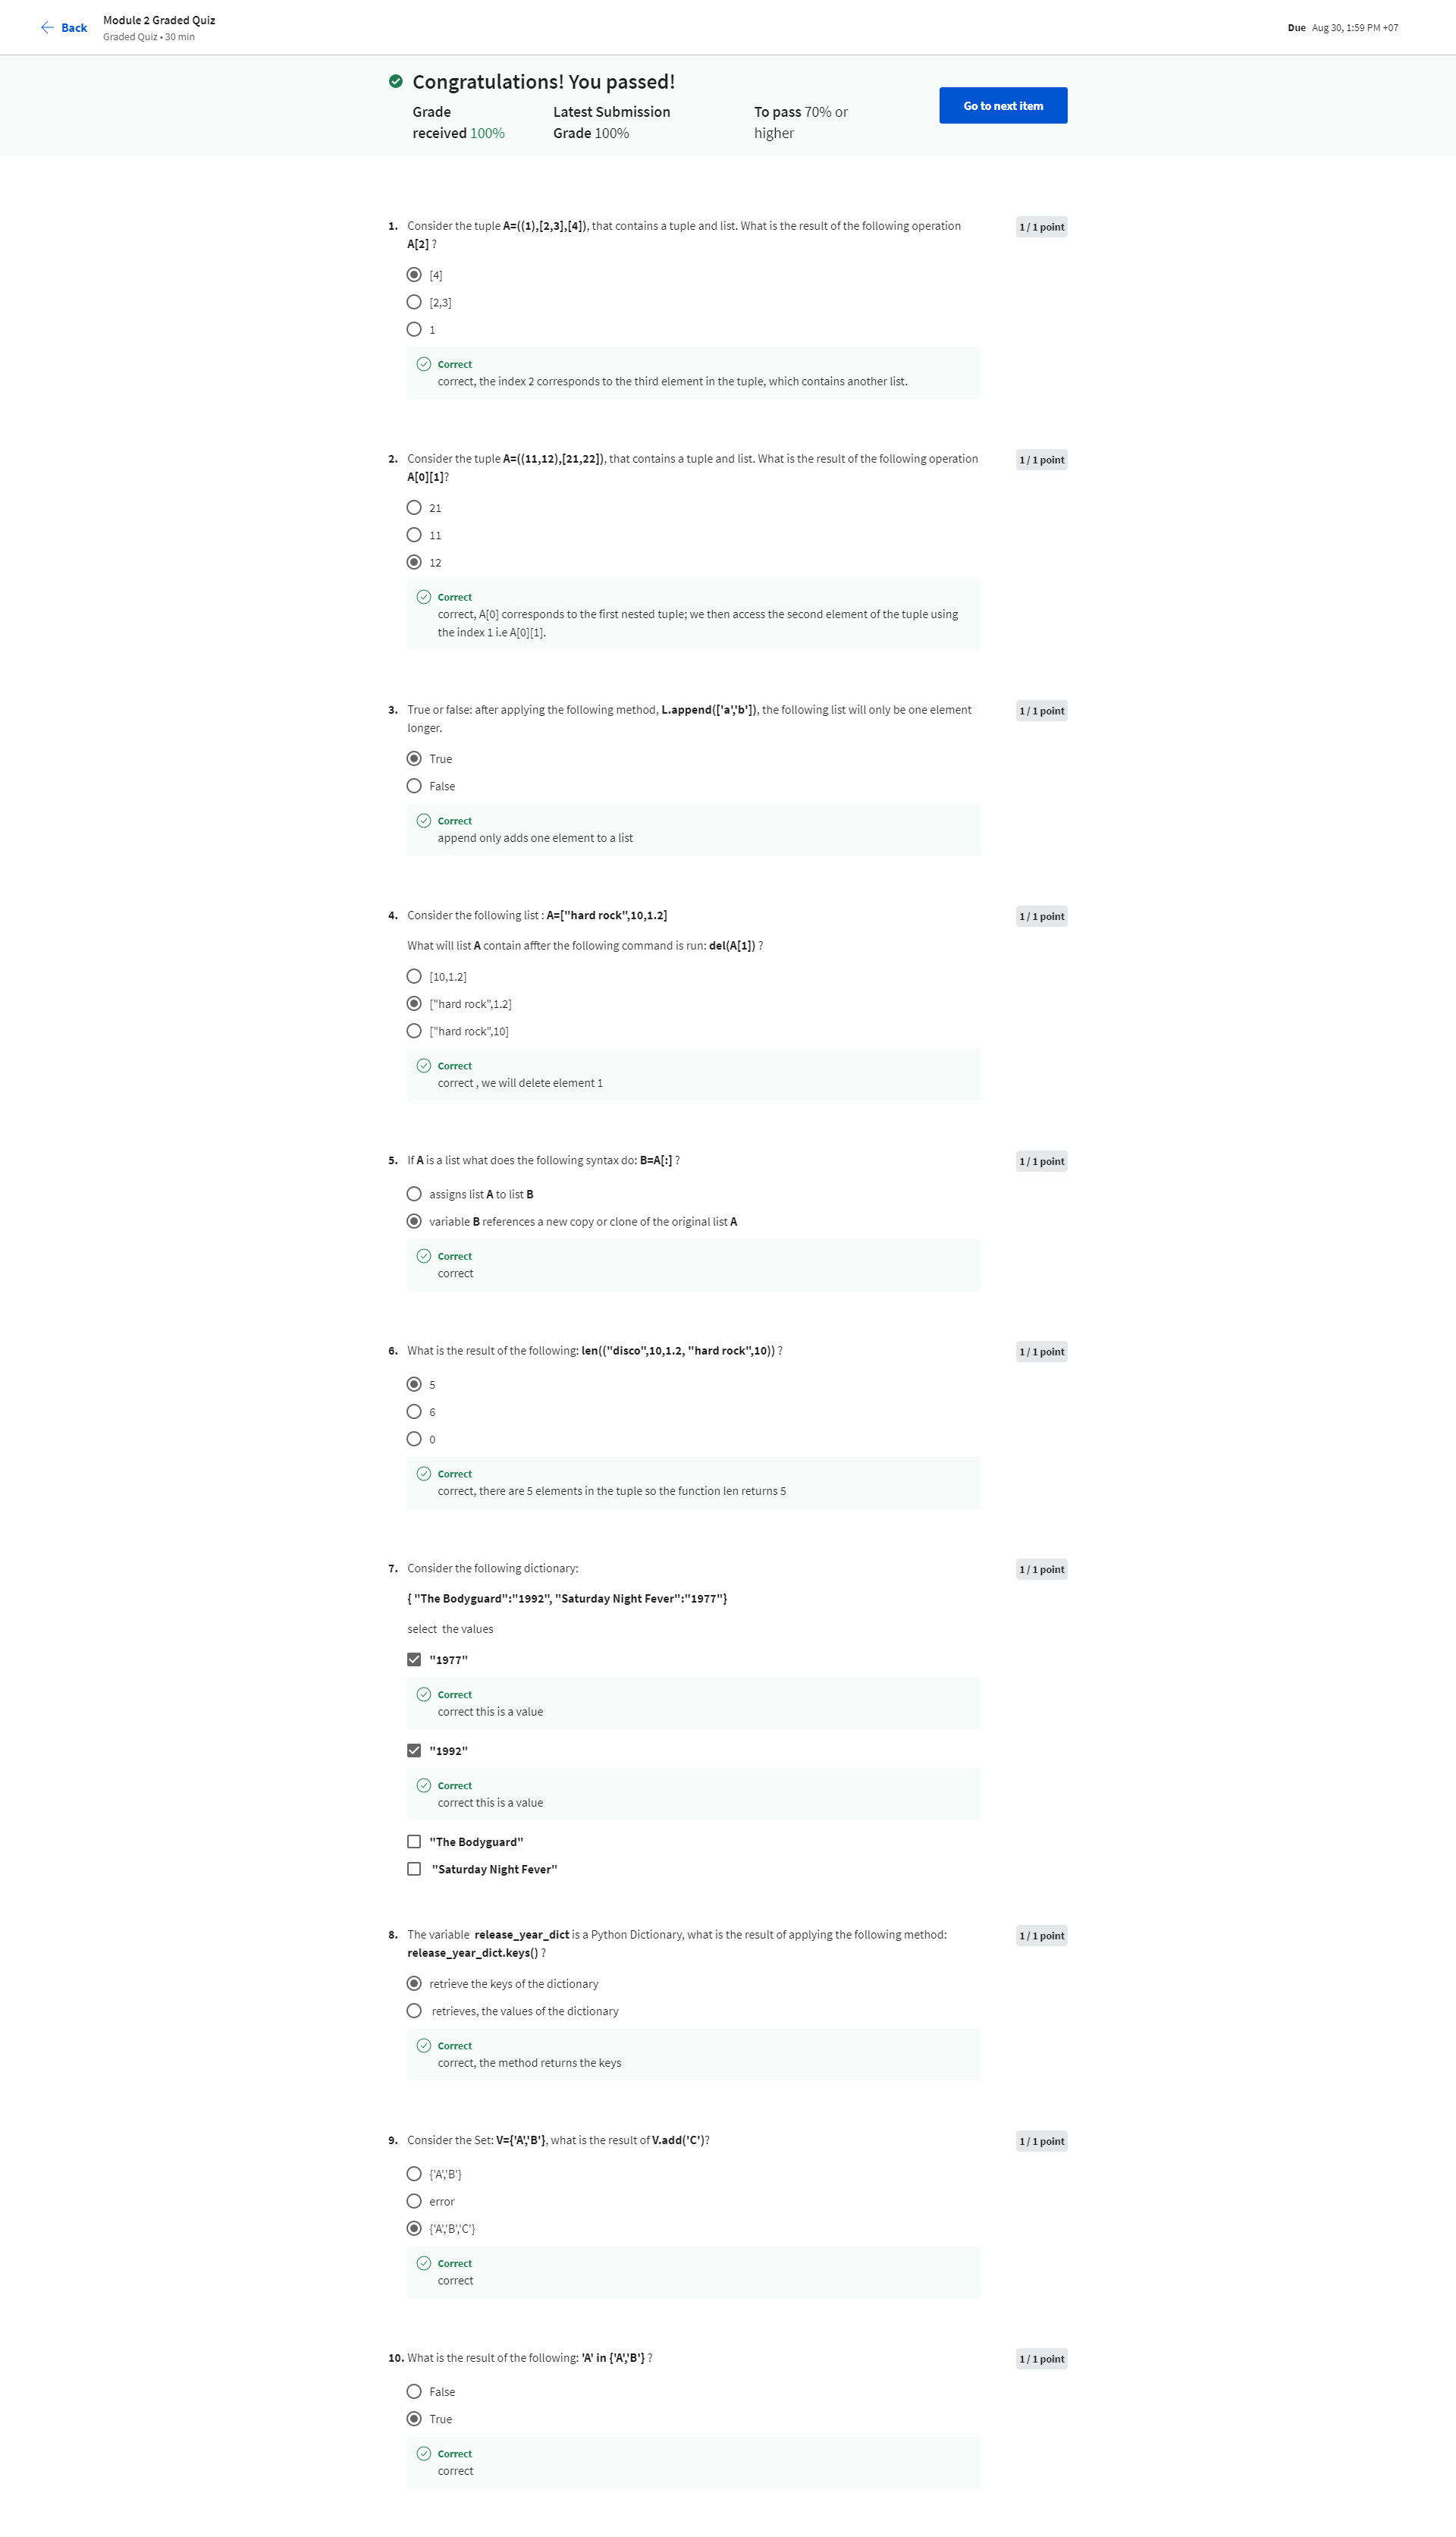 Back
Module 2 Graded Quiz
Graded Quiz • 30 min
Due Aug 30, 1:59 PM +07
Congratulations! You passed!
Grade
received 100%
Latest Submission
Grade 100%
To pass 70% or
higher
Go to next item
1. Consider the tuple A=((1),[2,3],[4]), that contains a tuple and list. What is the result of the following operation
A[2] ?
1 / 1 point
[4]
[2,3]
1
Correct
correct, the index 2 corresponds to the third element in the tuple, which contains another list.
2. Consider the tuple A=((11,12),[21,22]), that contains a tuple and list. What is the result of the following operation
A[0][1]?
1 / 1 point
21
11
12
Correct
correct, A[0] corresponds to the first nested tuple; we then access the second element of the tuple using
the index 1 i.e A[0][1].
3. True or false: after applying the following method, L.append(['a','b']), the following list will only be one element
longer.
1 / 1 point
True
False
Correct
append only adds one element to a list
4. Consider the following list : A=["hard rock",10,1.2]
1 / 1 point
What will list A contain affter the following command is run: del(A[1]) ?
[10,1.2]
["hard rock",1.2]
["hard rock",10]
Correct
correct , we will delete element 1
5. If A is a list what does the following syntax do: B=A[:] ?
1 / 1 point
assigns list A to list B
variable B references a new copy or clone of the original list A
Correct
correct
6. What is the result of the following: len(("disco",10,1.2, "hard rock",10)) ?
1 / 1 point
5
6
0
Correct
correct, there are 5 elements in the tuple so the function len returns 5
7. Consider the following dictionary:
1 / 1 point
{ "The Bodyguard":"1992", "Saturday Night Fever":"1977"}
select the values
"1977"
Correct
correct this is a value
"1992"
Correct
correct this is a value
"The Bodyguard"
"Saturday Night Fever"
8. The variable release_year_dict is a Python Dictionary, what is the result of applying the following method:
release_year_dict.keys() ?
1 / 1 point
retrieve the keys of the dictionary
retrieves, the values of the dictionary
Correct
correct, the method returns the keys
9. Consider the Set: V={'A','B'}, what is the result of V.add('C')?
1 / 1 point
{'A','B'}
error
{'A','B','C'}
Correct
correct
10. What is the result of the following: 'A' in {'A','B'} ?
1 / 1 point
False
True
Correct
correct